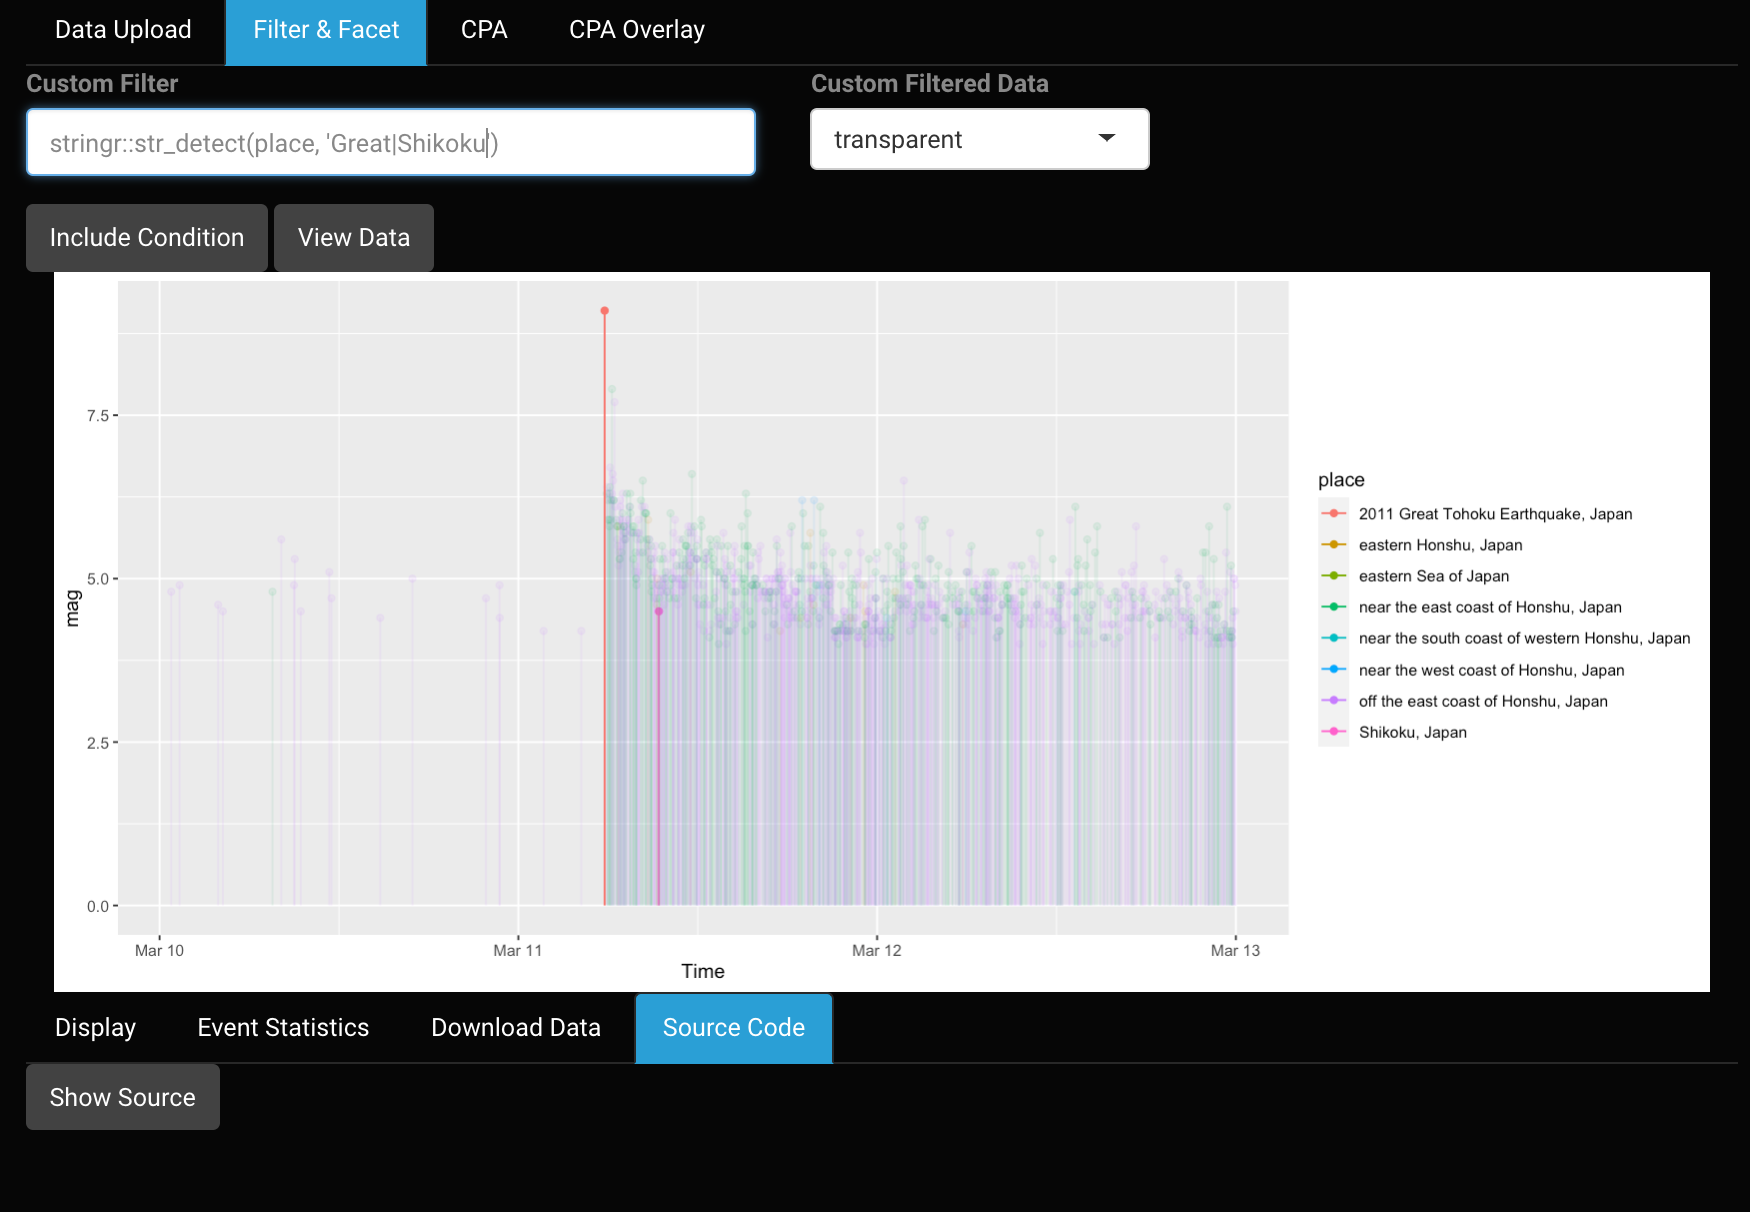 Data Upload Filter & Facet CPA CPA Overlay
Custom Filter Custom Filtered Data
stringr::str_detect(place, 'Great|Shikoku') transparent
Include Condition View Data
7.5
5.0
2.5
0.0
mag
Mar 10 Mar 11 Mar 12 Mar 13
Time
place
2011 Great Tohoku Earthquake, Japan
eastern Honshu, Japan
eastern Sea of Japan
near the east coast of Honshu, Japan
near the south coast of western Honshu, Japan
near the west coast of Honshu, Japan
off the east coast of Honshu, Japan
Shikoku, Japan
Display Event Statistics Download Data Source Code
Show Source